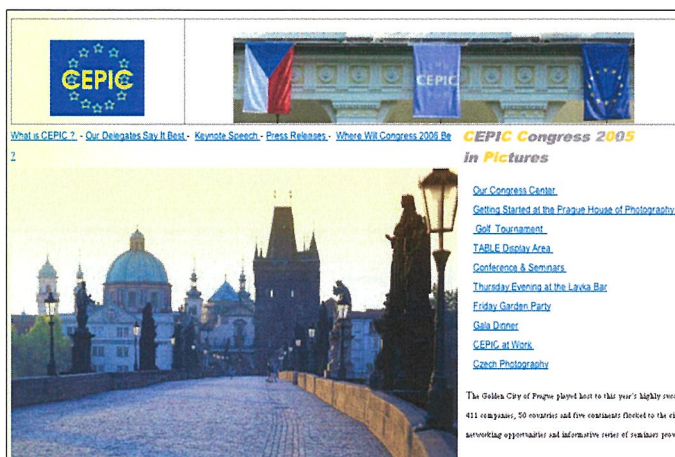 CEPIC
CEPIC
What is CEPIC ? - Our Delegates Say It Best - Keynote Speech - Press Releases - Where Will Congress 2006 Be
?
CEPIC Congress 2005
in Pictures
Our Congress Center
Getting Started at the Prague House of Photography
Golf Tournament
TABLE Display Area
Conference & Seminars
Thursday Evening at the Lavka Bar
Friday Garden Party
Gala Dinner
CEPIC at Work
Czech Photography
The Golden City of Prague played host to this year's highly
411 companies, 50 countries and five continents flocked to the
networking opportunities and informative series of seminars